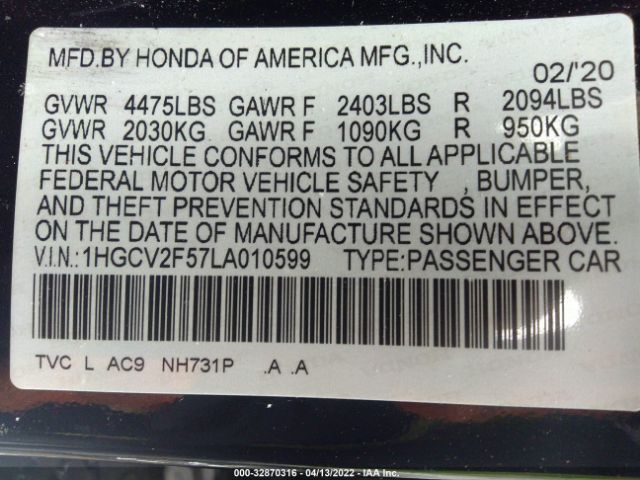 MFD.BY HONDA OF AMERICA MFG.,INC.
02/'20
GVWR 4475LBS GAWR F 2403LBS R 2094LBS
GVWR 2030KG GAWR F 1090KG R 950KG
THIS VEHICLE CONFORMS TO ALL APPLICABLE
FEDERAL MOTOR VEHICLE SAFETY , BUMPER,
AND THEFT PREVENTION STANDARDS IN EFFECT
ON THE DATE OF MANUFACTURE SHOWN ABOVE.
V.I.N.:1HGCV2F57LA010599 TYPE:PASSENGER CAR
TVC L AC9 NH731P .A .A
000-32870316 - 04/13/2022 - IAA Inc.